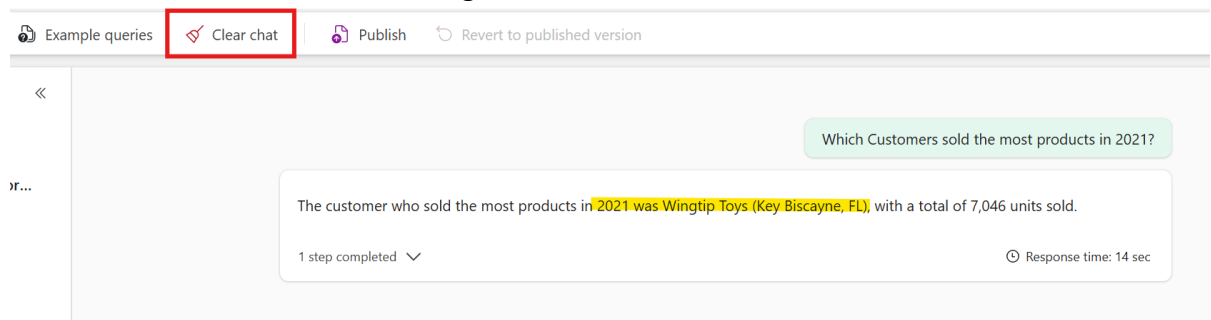 Example queries Clear chat Publish Revert to published version
Which Customers sold the most products in 2021?
or...
The customer who sold the most products in 2021 was Wingtip Toys (Key Biscayne, FL), with a total of 7,046 units sold.
1 step completed Response time: 14 sec